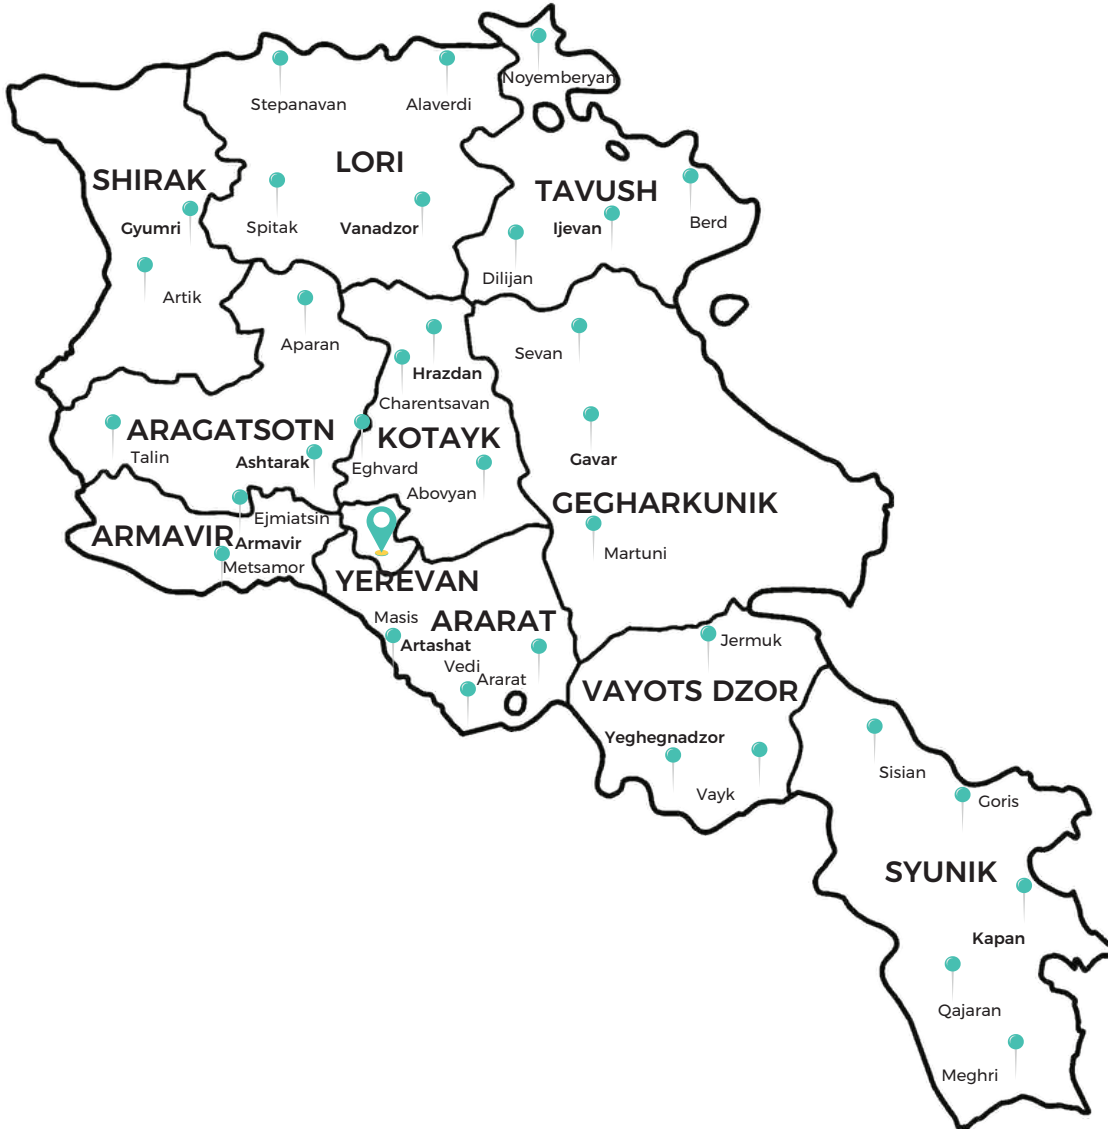 Noyemberyan
Stepanavan
Alaverdi
LORI
SHIRAK
TAVUSH
Gyumri
Spitak
Vanadzor
Ijevan
Berd
Dilijan
Artik
Aparan
Sevan
Hrazdan
Charentsavan
ARAGATSOTN
KOTAYK
Talin
Ashtarak
Eghvard
Gavar
Abovyan
GEGHARKUNIK
Ejmiatsin
ARMAVIR
Armavir
Martuni
Metsamor
YEREVAN
Masis
ARARAT
Artashat
Jermuk
Vedi
Ararat
VAYOTS DZOR
Yeghegnadzor
Sisian
Vayk
Goris
SYUNIK
Kapan
Qajaran
Meghri